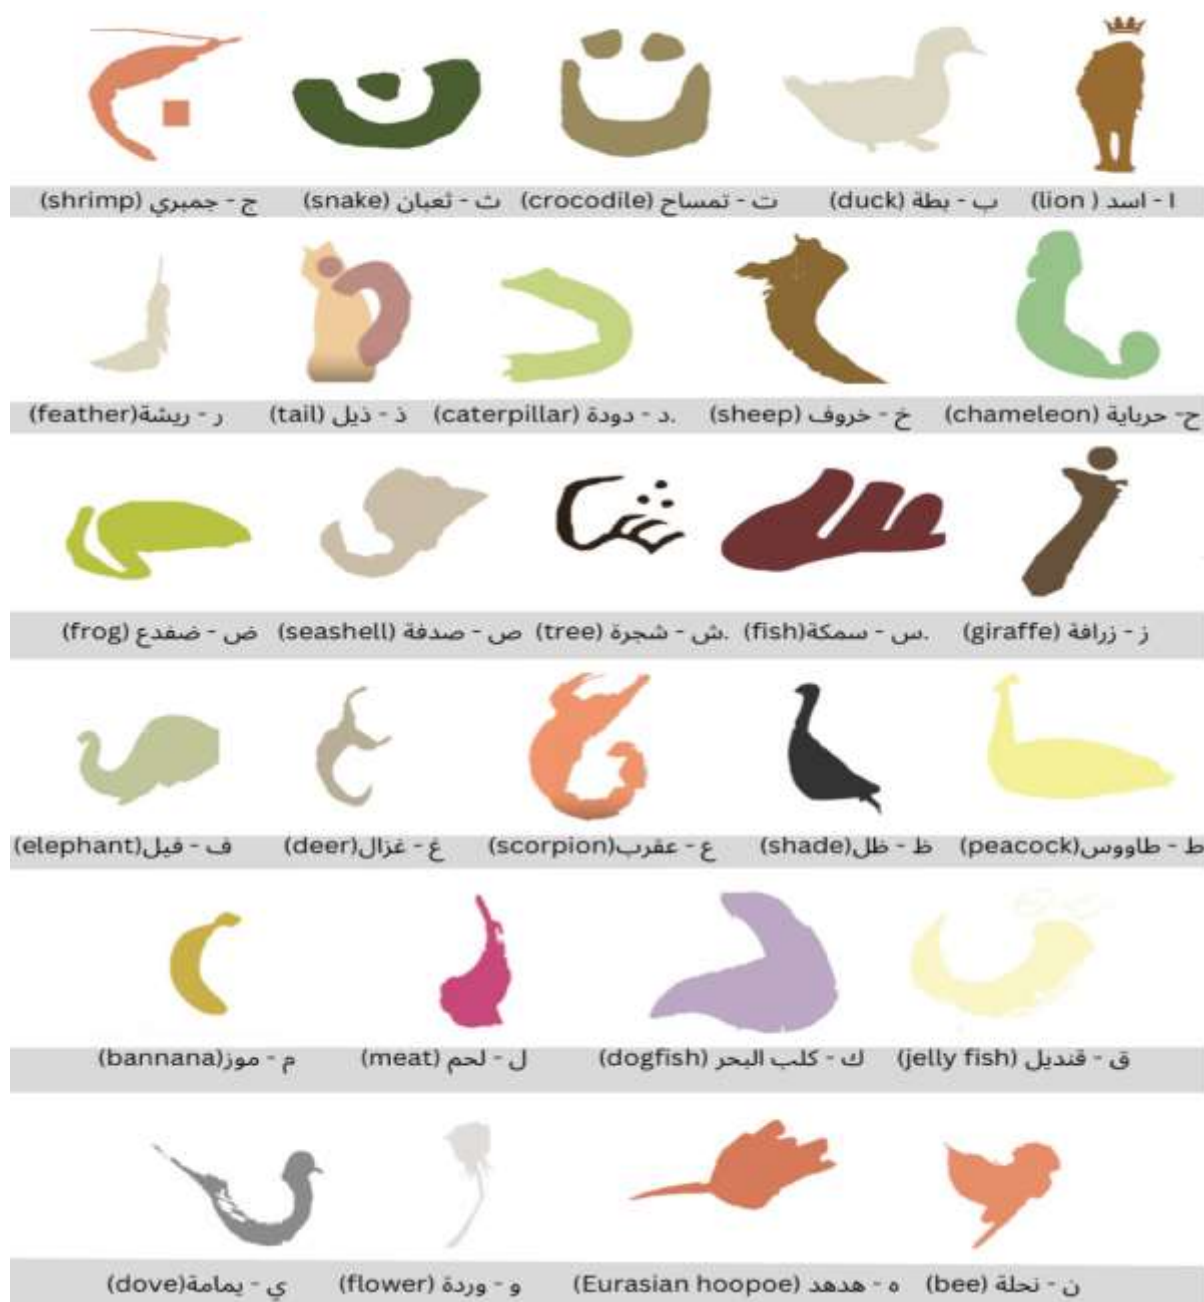 ا - اسد ( lion) ب - بطة (duck) ت - تمساح (crocodile) ث - ثعبان (snake) ج - جمبري (shrimp)
ح- حرباية (chameleon) خ - خروف (sheep) د - دودة (caterpillar). ذ - ذيل (tail) ر - ريشة(feather)
ز - زرافة (giraffe) س - سمكة(fish). ش - شجرة (tree). ص - صدفة (seashell) ض - ضفدع (frog)
ط - طاووس(peacock) ظ - ظل(shade) ع - عقرب(scorpion) غ - غزال(deer) ف - فيل(elephant)
ق - قنديل (jelly fish) ك - كلب البحر (dogfish) ل - لحم (meat) م - موز(bannana)
ن - نحلة (bee) ه - هدهد (Eurasian hoopoe) و - وردة (flower) ي - يمامة(dove)